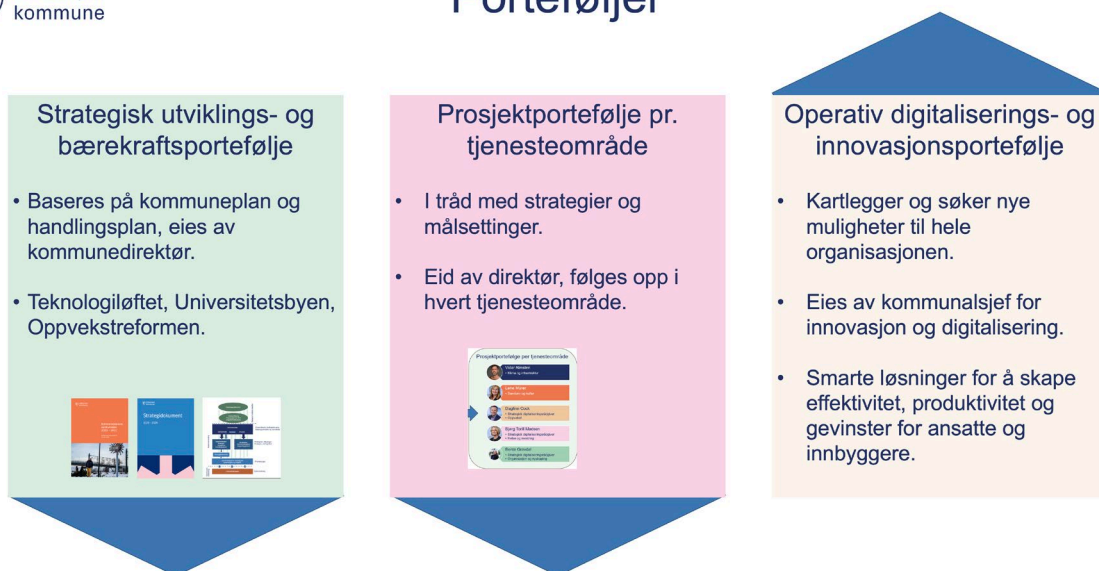 kommune
Porteføljer
Strategisk utviklings- og
bærekraftsportefølje
• Baseres på kommuneplan og
handlingsplan, eies av
kommunedirektør.
• Teknologiløftet, Universitetsbyen,
Oppvekstreformen.
Strategidokument
Prosjektportefølje pr.
tjenesteområde
• I tråd med strategier og
målsettinger.
• Eid av direktør, følges opp i
hvert tjenesteområde.
Prosjektportefølge per tjenesteområde
Operativ digitaliserings- og
innovasjonsportefølje
• Kartlegger og søker nye
muligheter til hele
organisasjonen.
• Eies av kommunalsjef for
innovasjon og digitalisering.
• Smarte løsninger for å skape
effektivitet, produktivitet og
gevinster for ansatte og
innbyggere.